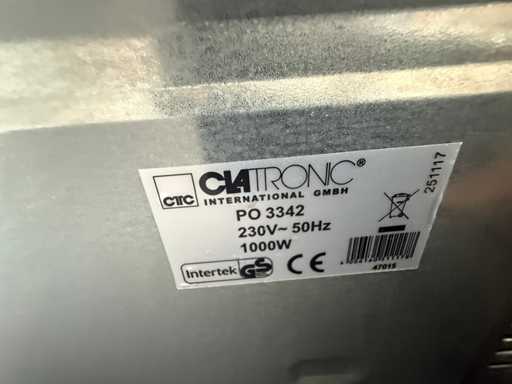 CTC
CLATRONIC®
INTERNATIONAL GMBH
PO 3342
230V~ 50Hz
1000W
Intertek GS CE
47015
251117